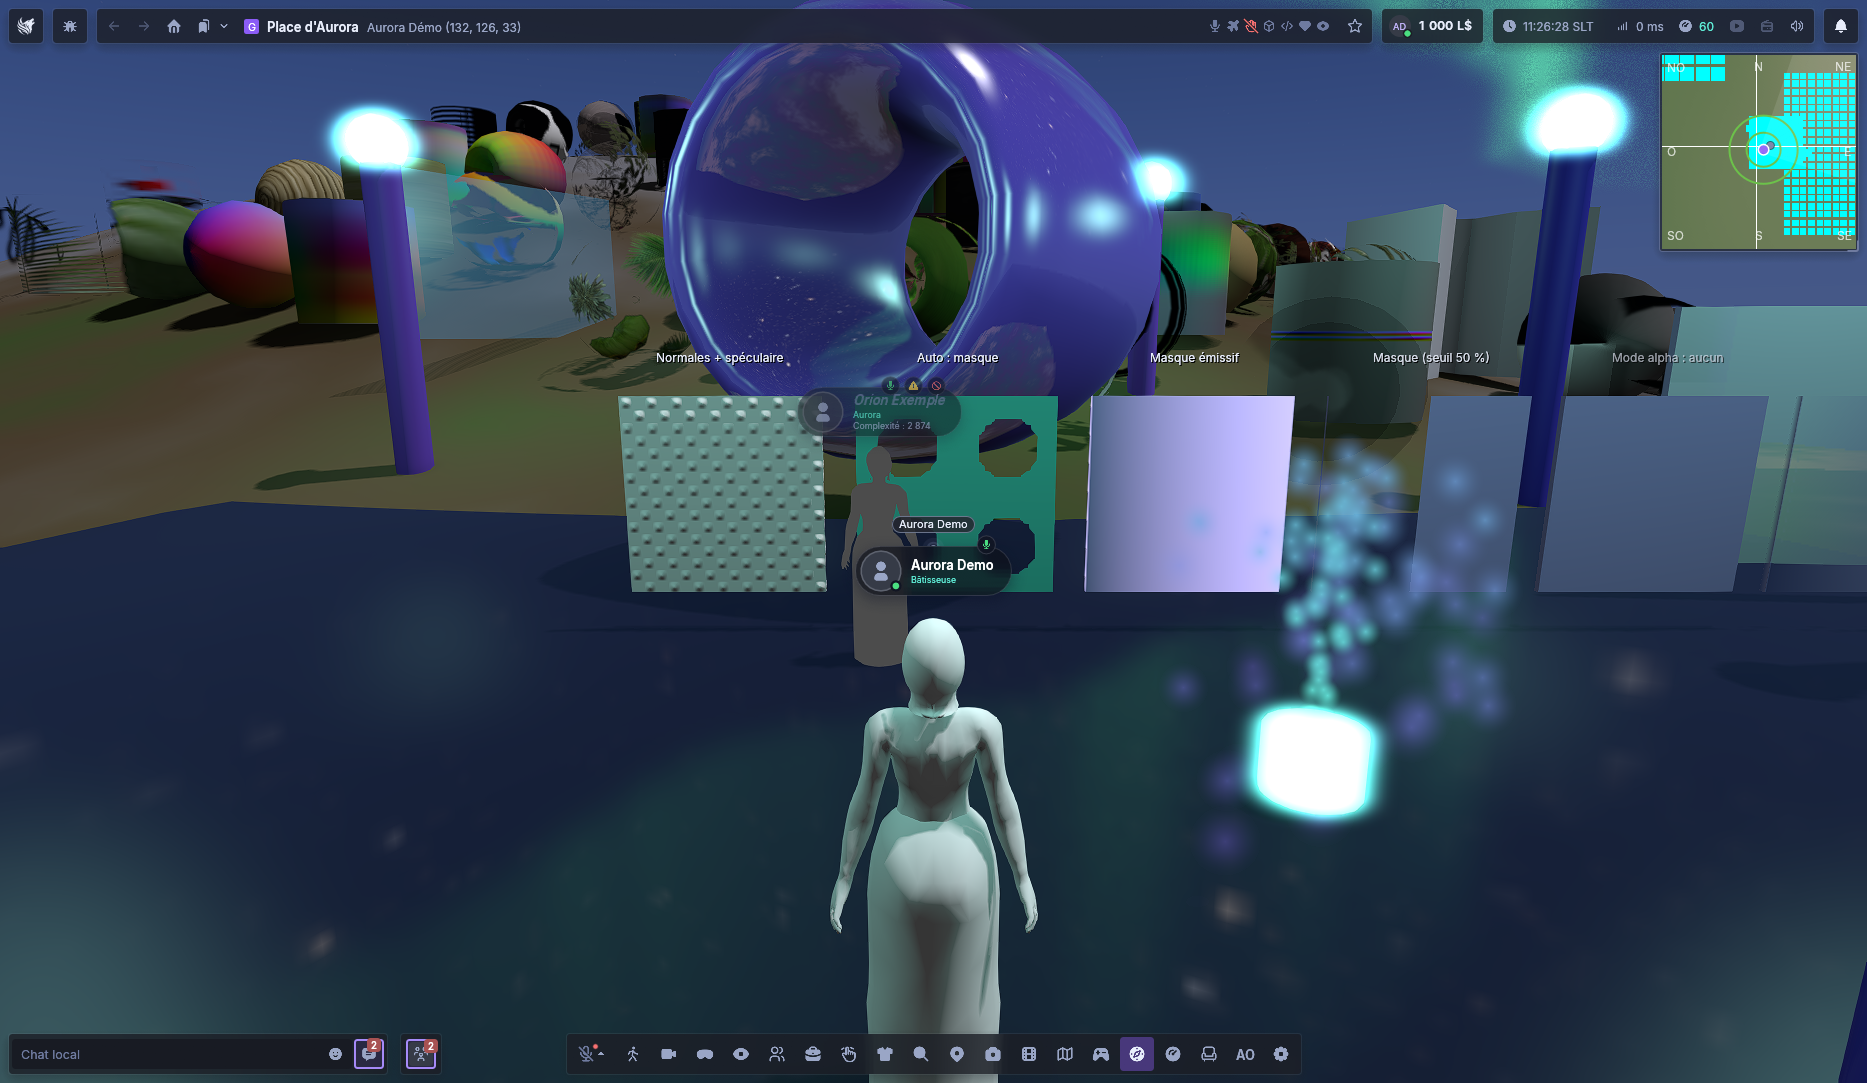 G Place d'Aurora Aurora Démo (132, 126, 33)
AD 1 000 L$
11:26:28 SLT 0 ms 60
NO N NE
O E
SO S SE
Normales + spéculaire Auto : masque Masque émissif Masque (seuil 50 %) Mode alpha : aucun
Orion Exemple
Aurora
Complexité : 2 874
Aurora Demo
Aurora Demo
Bâtisseuse
Chat local 2 2 AO